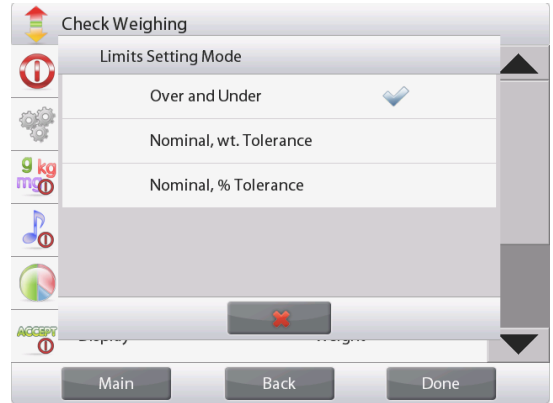 Check Weighing
Limits Setting Mode
Over and Under
Nominal, wt. Tolerance
Nominal, % Tolerance
g kg
mg
ACCEPT
Main
Back
Done